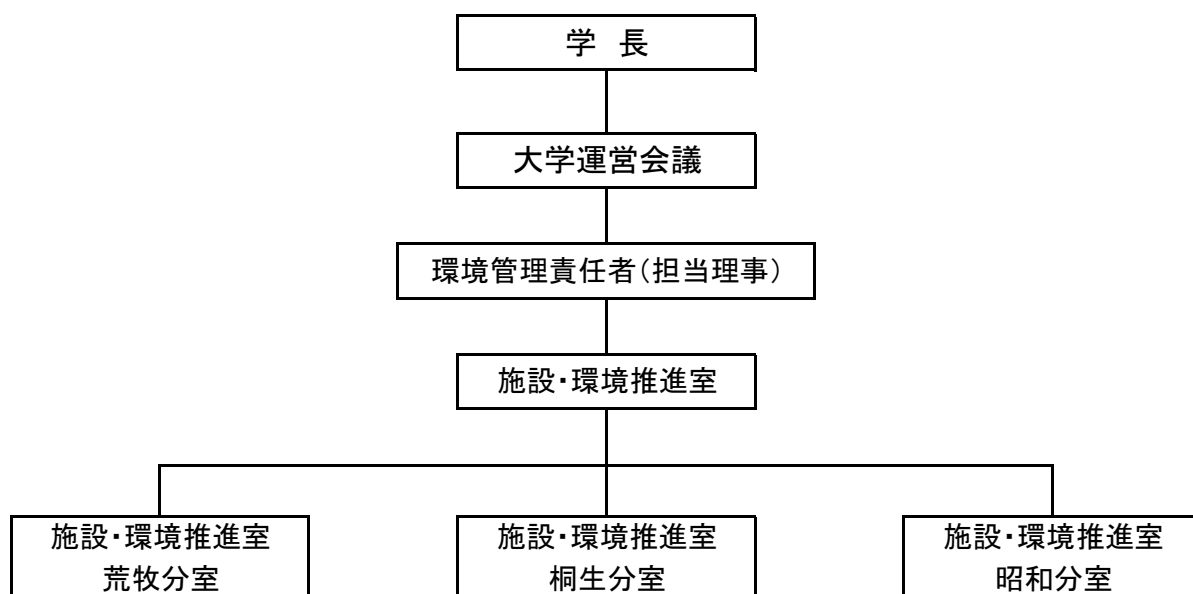 学 長
大学運営会議
環境管理責任者(担当理事)
施設・環境推進室
施設・環境推進室
荒牧分室
施設・環境推進室
桐生分室
施設・環境推進室
昭和分室